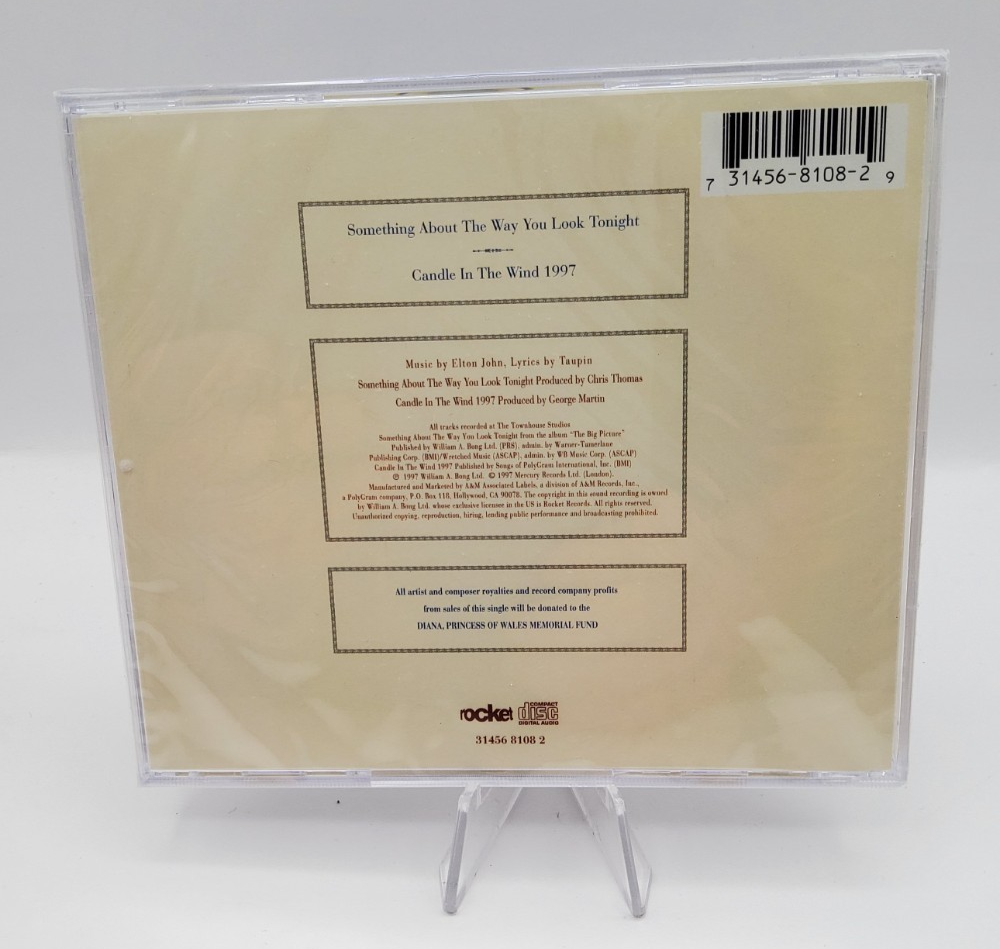 7 31456-8108-2 9
Something About The Way You Look Tonight
Candle In The Wind 1997
Music by Elton John, Lyrics by Taupin
Something About The Way You Look Tonight Produced by Chris Thomas
Candle In The Wind 1997 Produced by George Martin
All tracks recorded at The Townhouse Studios
Something About The Way You Look Tonight from the album "The Big Picture"
Published by William A. Bong Ltd. (PRS), admin. by Warner-Tamerlane
Publishing Corp. (BMI)/Wretched Music (ASCAP), admin. by WB Music Corp. (ASCAP)
Candle In The Wind 1997 Published by Songs of PolyGram International, Inc. (BMI)
℗ 1997 William A. Bong Ltd. © 1997 Mercury Records Ltd. (London).
Manufactured and Marketed by A&M Associated Labels, a division of A&M Records, Inc.,
a PolyGram company, P.O. Box 118, Hollywood, CA 90078. The copyright in this sound recording is owned
by William A. Bong Ltd. whose exclusive licensee in the US is Rocket Records. All rights reserved.
Unauthorized copying, reproduction, hiring, lending public performance and broadcasting prohibited.
All artist and composer royalties and record company profits
from sales of this single will be donated to the
DIANA, PRINCESS OF WALES MEMORIAL FUND
rocket COMPACT disc DIGITAL AUDIO
31456 8108 2